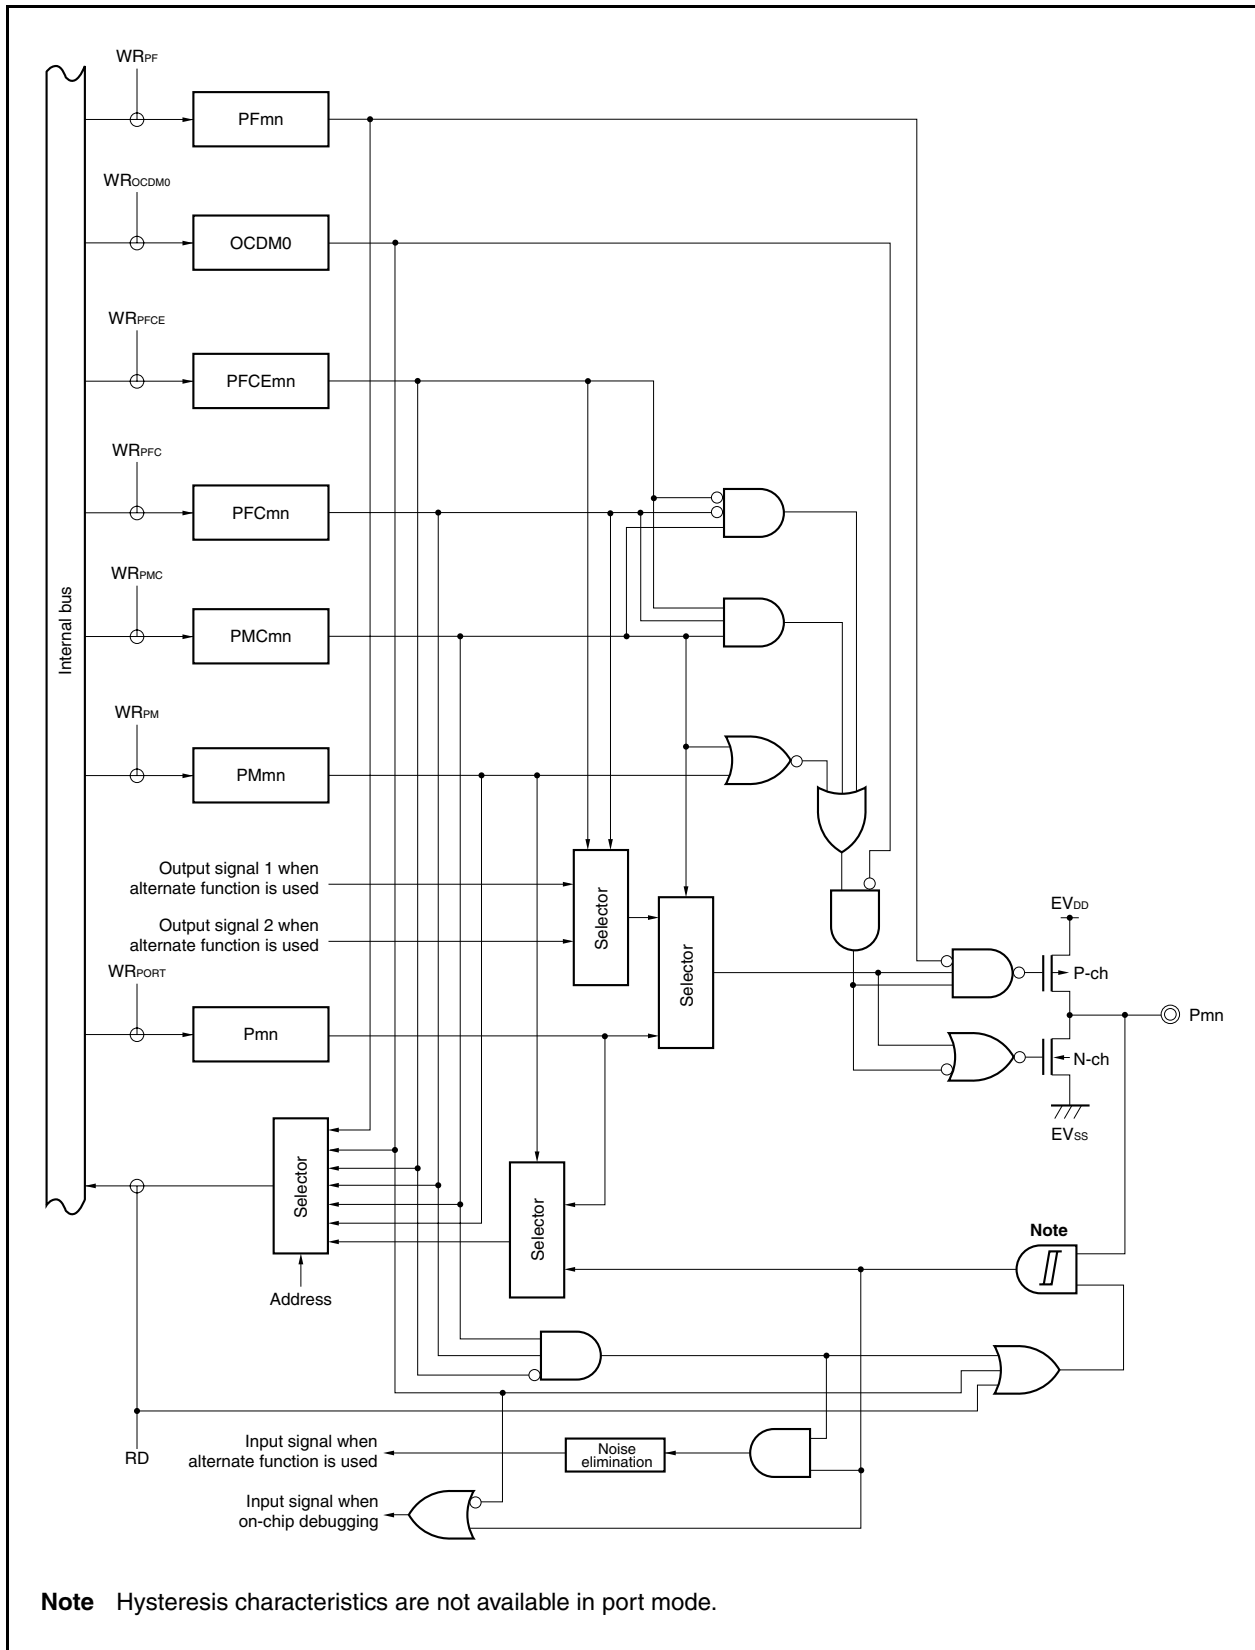 WRPF
PFmn
WROCDM0
OCDM0
WRPFCE
PFCEmn
WRPFC
PFCmn
WRPMC
Internal bus
PMCmn
WRPM
PMmn
Output signal 1 when
alternate function is used
Output signal 2 when
alternate function is used
Selector
Selector
EVDD
P-ch
WRPORT
Pmn
Pmn
N-ch
EVSS
Selector
Selector
Note
Address
RD
Input signal when
alternate function is used
Noise
elimination
Input signal when
on-chip debugging
Note Hysteresis characteristics are not available in port mode.